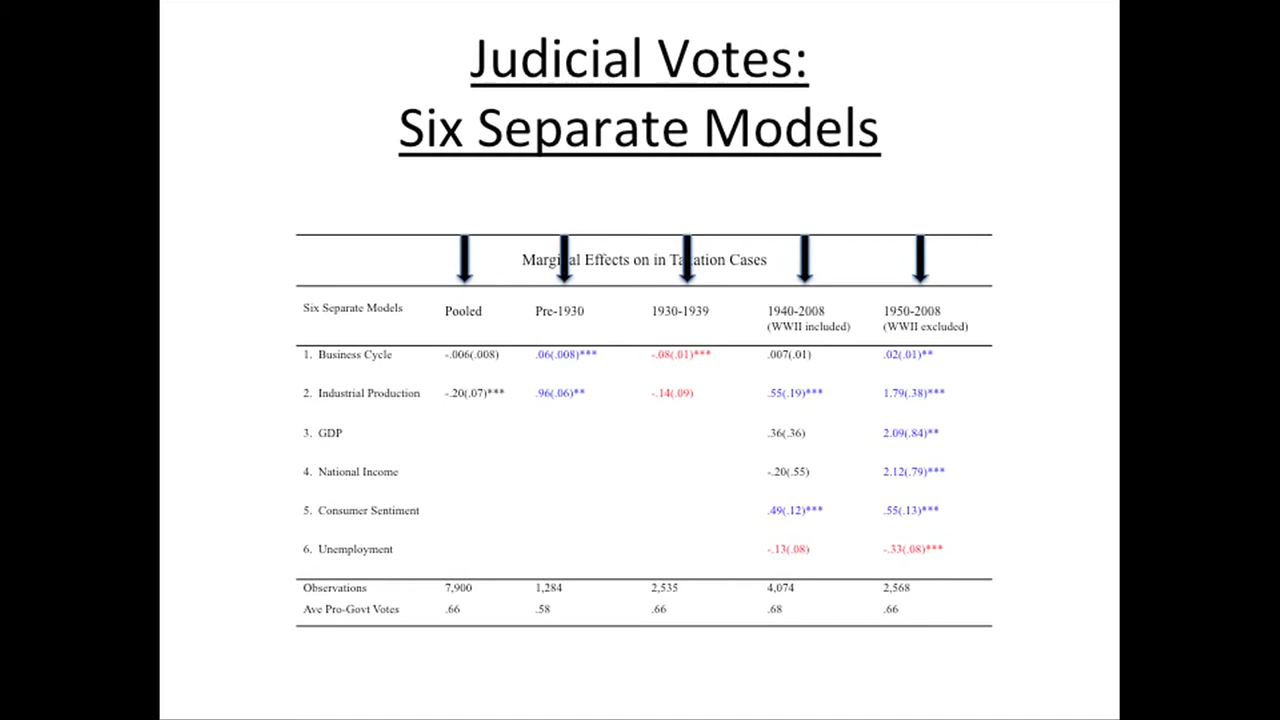 Judicial Votes:
Six Separate Models
Marginal Effects on in Taxation Cases
Six Separate Models Pooled Pre-1930 1930-1939 1940-2008 1950-2008
(WWII included) (WWII excluded)
1. Business Cycle -.006(.008) .06(.008)*** -.08(.01)*** .007(.01) .02(.01)**
2. Industrial Production -.20(.07)*** .96(.06)** -.14(.09) .55(.19)*** 1.79(.38)***
3. GDP .36(.36) 2.09(.84)**
4. National Income -.20(.55) 2.12(.79)***
5. Consumer Sentiment .49(.12)*** .55(.13)***
6. Unemployment -.13(.08) -.33(.08)***
Observations 7,900 1,284 2,535 4,074 2,568
Ave Pro-Govt Votes .66 .58 .66 .68 .66